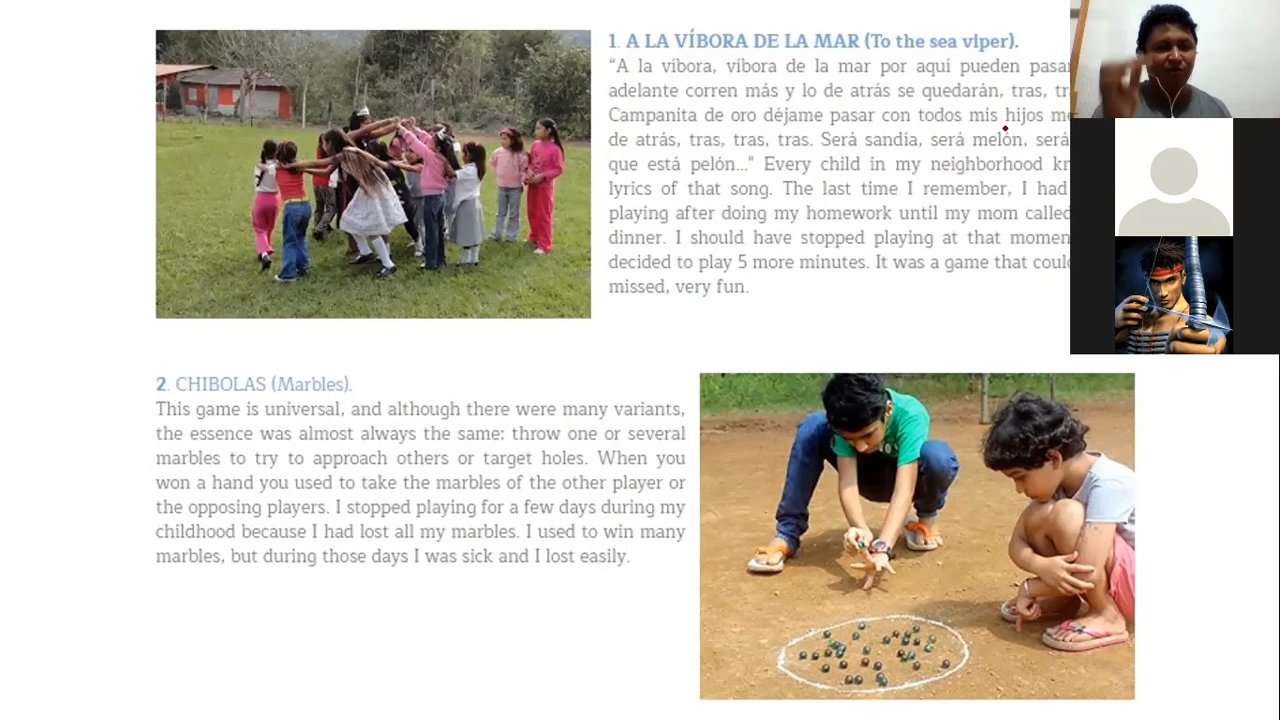 1. A LA VÍBORA DE LA MAR (To the sea viper).
“A la víbora, víbora de la mar por aquí pueden
adelante corren más y lo de atrás se quedarán, tras,
Campanita de oro déjame pasar con todos mis hijos
de atrás, tras, tras, tras. Será sandía, será melón, será
que está pelón...“ Every child in my neighborhood
lyrics of that song. The last time I remember, I had
playing after doing my homework until my mom called
dinner. I should have stopped playing at that
decided to play 5 more minutes. It was a game that
missed, very fun.
2. CHIBOLAS (Marbles).
This game is universal, and although there were many variants,
the essence was almost always the same: throw one or several
marbles to try to approach others or target holes. When you
won a hand you used to take the marbles of the other player or
the opposing players. I stopped playing for a few days during my
childhood because I had lost all my marbles. I used to win many
marbles, but during those days I was sick and I lost easily.